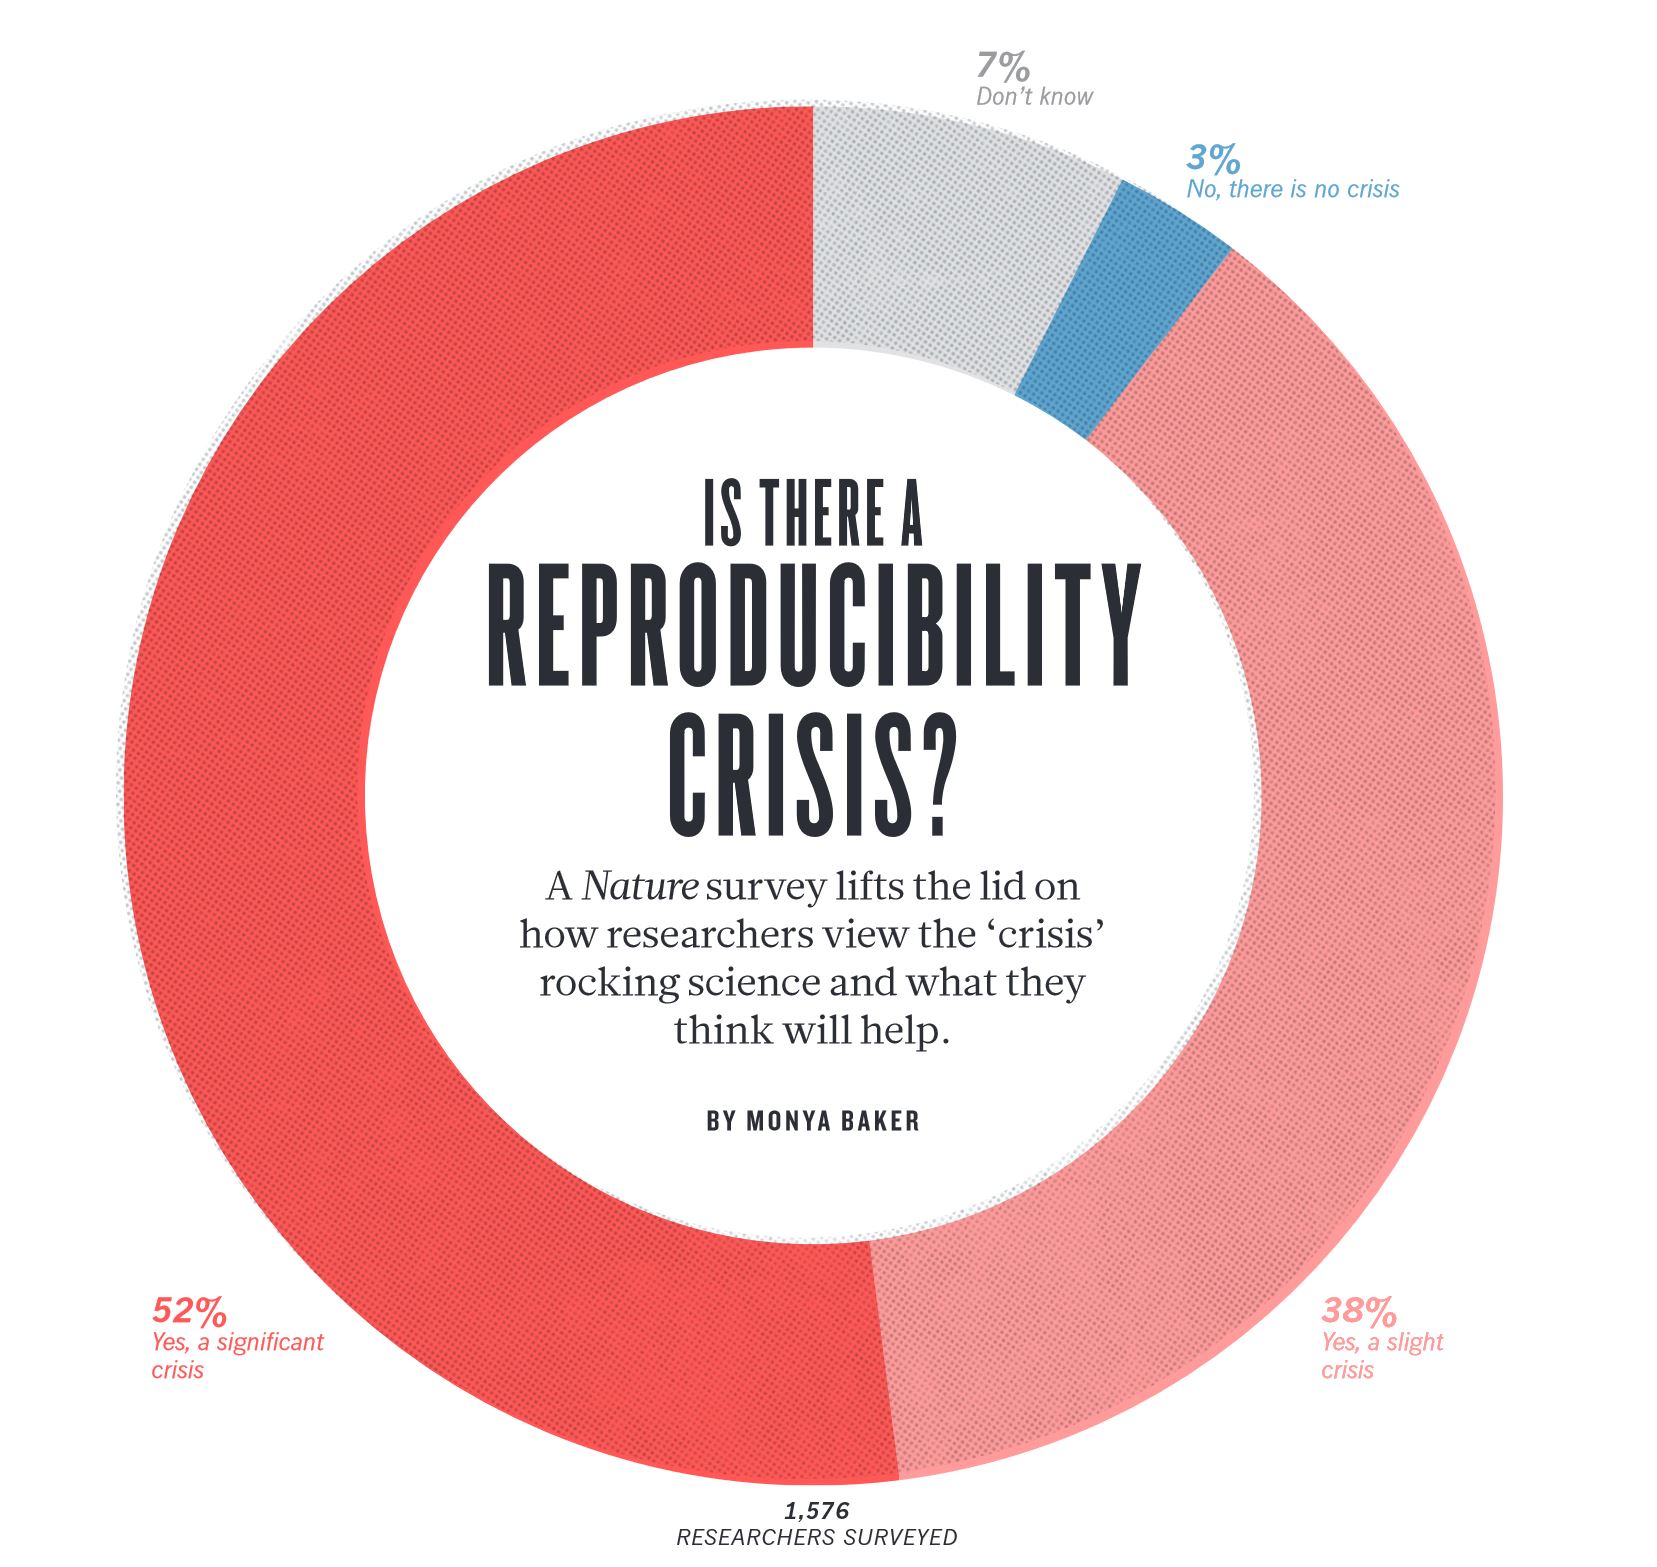 7%
Don’t know
3%
No, there is no crisis
IS THERE A
REPRODUCIBILITY
CRISIS?
A Nature survey lifts the lid on
how researchers view the ‘crisis’
rocking science and what they
think will help.
BY MONYA BAKER
52%
Yes, a significant
crisis
38%
Yes, a slight
crisis
1,576
RESEARCHERS SURVEYED